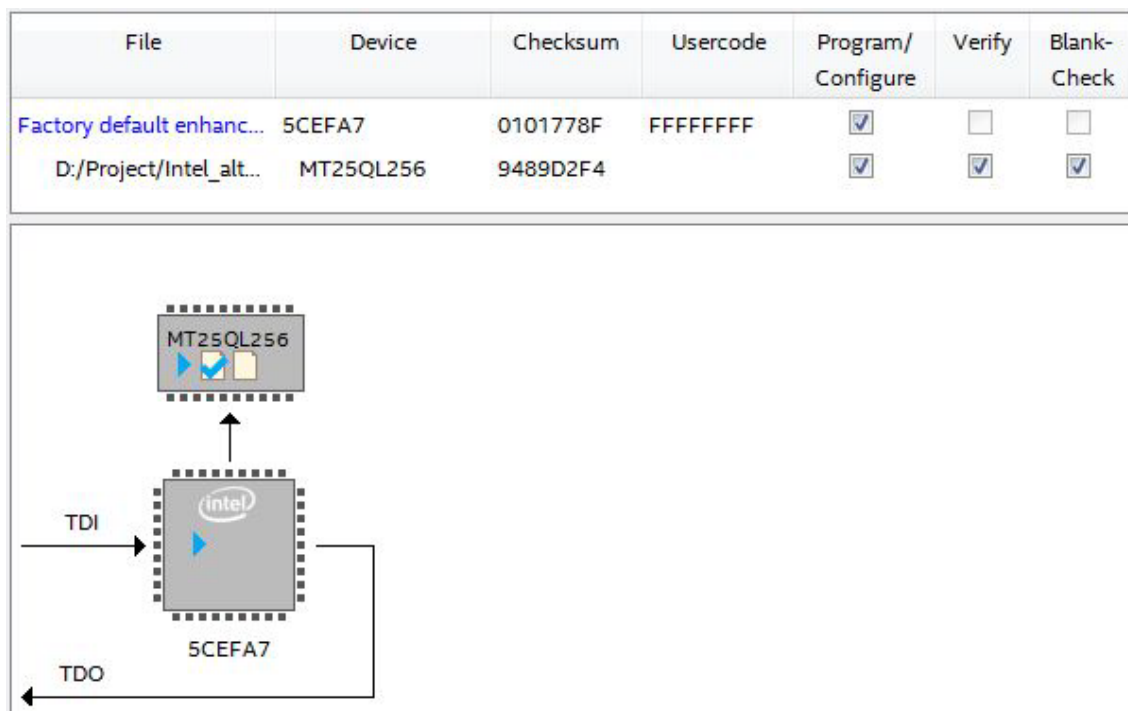 File Device Checksum Usercode Program/ Verify Blank-
Configure Check
Factory default enhanc... 5CEFA7 0101778F FFFFFFFF
D:/Project/Intel_alt... MT25QL256 9489D2F4
MT25QL256
intel
TDI
5CEFA7
TDO